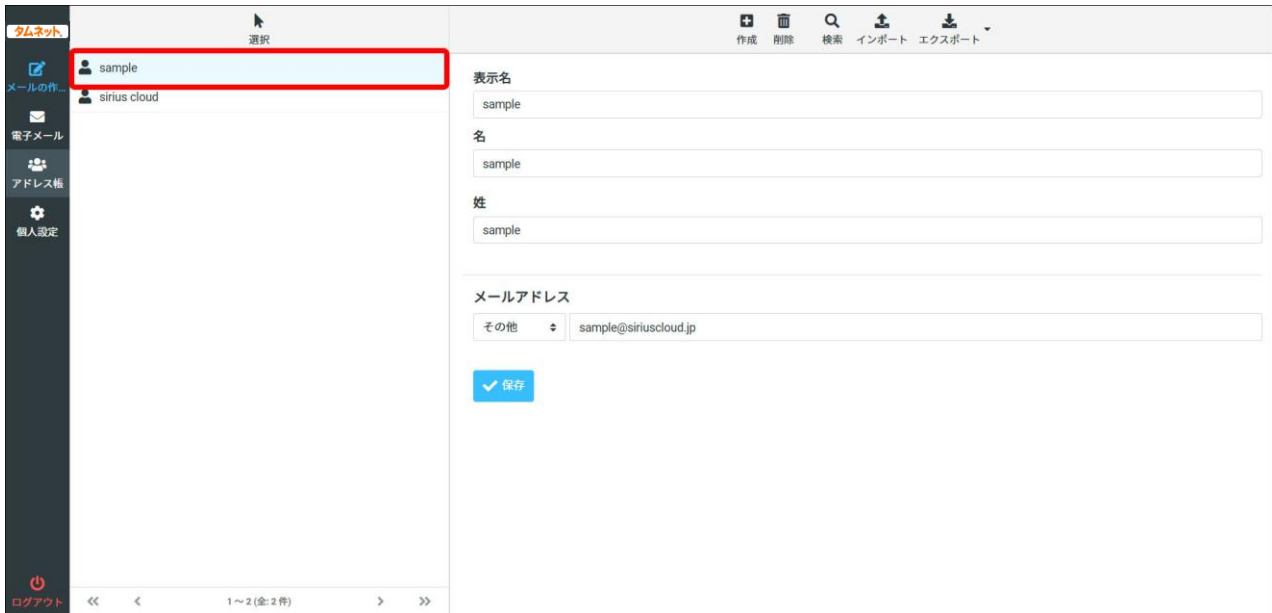 タムネット
メールの作...
電子メール
アドレス帳
個人設定
ログアウト
選択
sample
sirius cloud
1～2 (全: 2 件)
作成 削除 検索 インポート エクスポート
表示名
sample
名
sample
姓
sample
メールアドレス
その他 sample@siriuscloud.jp
保存